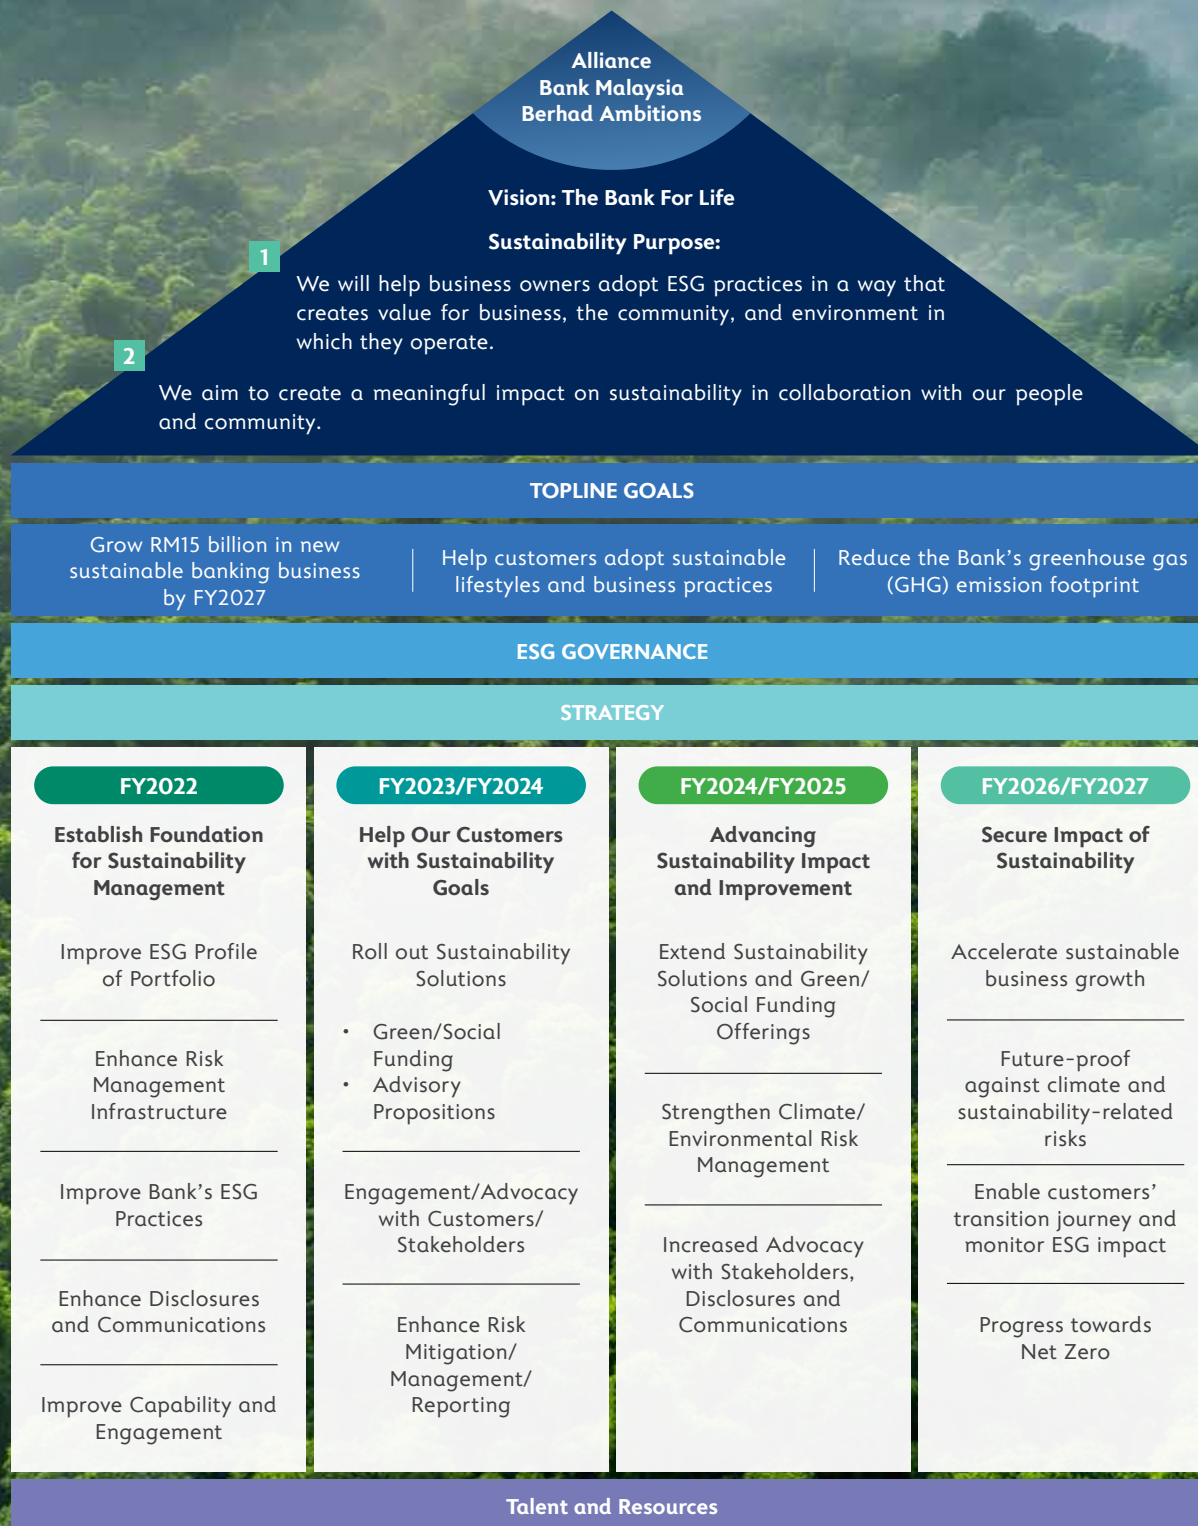 Alliance
Bank Malaysia
Berhad Ambitions
Vision: The Bank For Life
Sustainability Purpose:
1
We will help business owners adopt ESG practices in a way that
creates value for business, the community, and environment in
which they operate.
2
We aim to create a meaningful impact on sustainability in collaboration with our people
and community.
TOPLINE GOALS
Grow RM15 billion in new
sustainable banking business
by FY2027
Help customers adopt sustainable
lifestyles and business practices
Reduce the Bank’s greenhouse gas
(GHG) emission footprint
ESG GOVERNANCE
STRATEGY
FY2022
Establish Foundation
for Sustainability
Management
Improve ESG Profile
of Portfolio
Enhance Risk
Management
Infrastructure
Improve Bank’s ESG
Practices
Enhance Disclosures
and Communications
Improve Capability and
Engagement
FY2023/FY2024
Help Our Customers
with Sustainability
Goals
Roll out Sustainability
Solutions
• Green/Social
Funding
• Advisory
Propositions
Engagement/Advocacy
with Customers/
Stakeholders
Enhance Risk
Mitigation/
Management/
Reporting
FY2024/FY2025
Advancing
Sustainability Impact
and Improvement
Extend Sustainability
Solutions and Green/
Social Funding
Offerings
Strengthen Climate/
Environmental Risk
Management
Increased Advocacy
with Stakeholders,
Disclosures and
Communications
FY2026/FY2027
Secure Impact of
Sustainability
Accelerate sustainable
business growth
Future-proof
against climate and
sustainability-related
risks
Enable customers’
transition journey and
monitor ESG impact
Progress towards
Net Zero
Talent and Resources